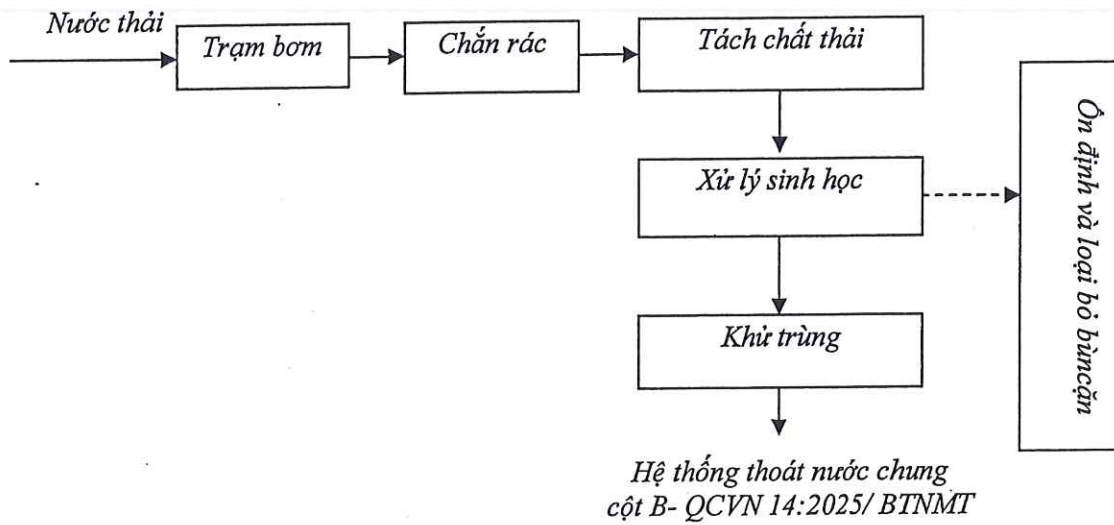 Nước thải
Trạm bơm
Chắn rác
Tách chất thải
Xử lý sinh học
Ổn định và loại bỏ bùncặn
Khử trùng
Hệ thống thoát nước chung
cột B- QCVN 14:2025/ BTNMT